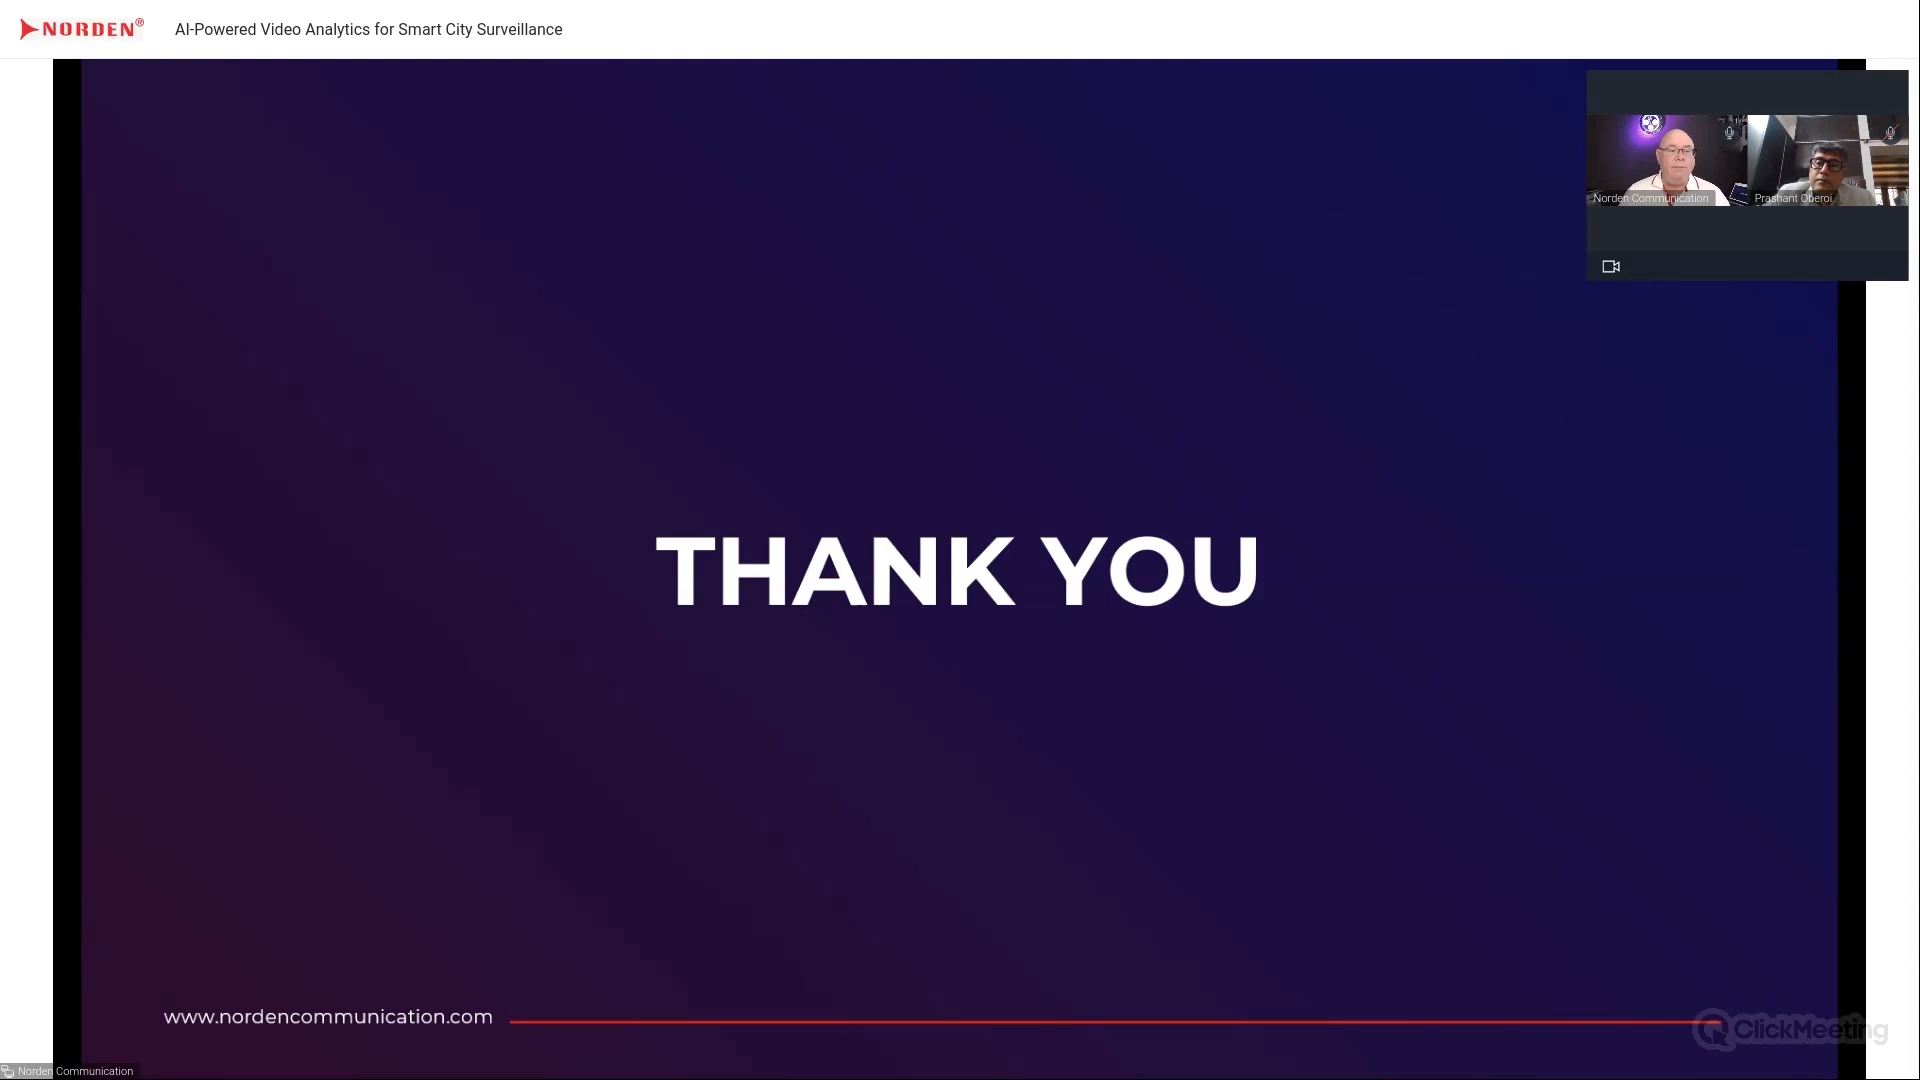 NORDEN®
AI-Powered Video Analytics for Smart City Surveillance
Norden Communication
Prashant Oberoi
THANK YOU
www.nordencommunication.com
ClickMeeting
Norden Communication